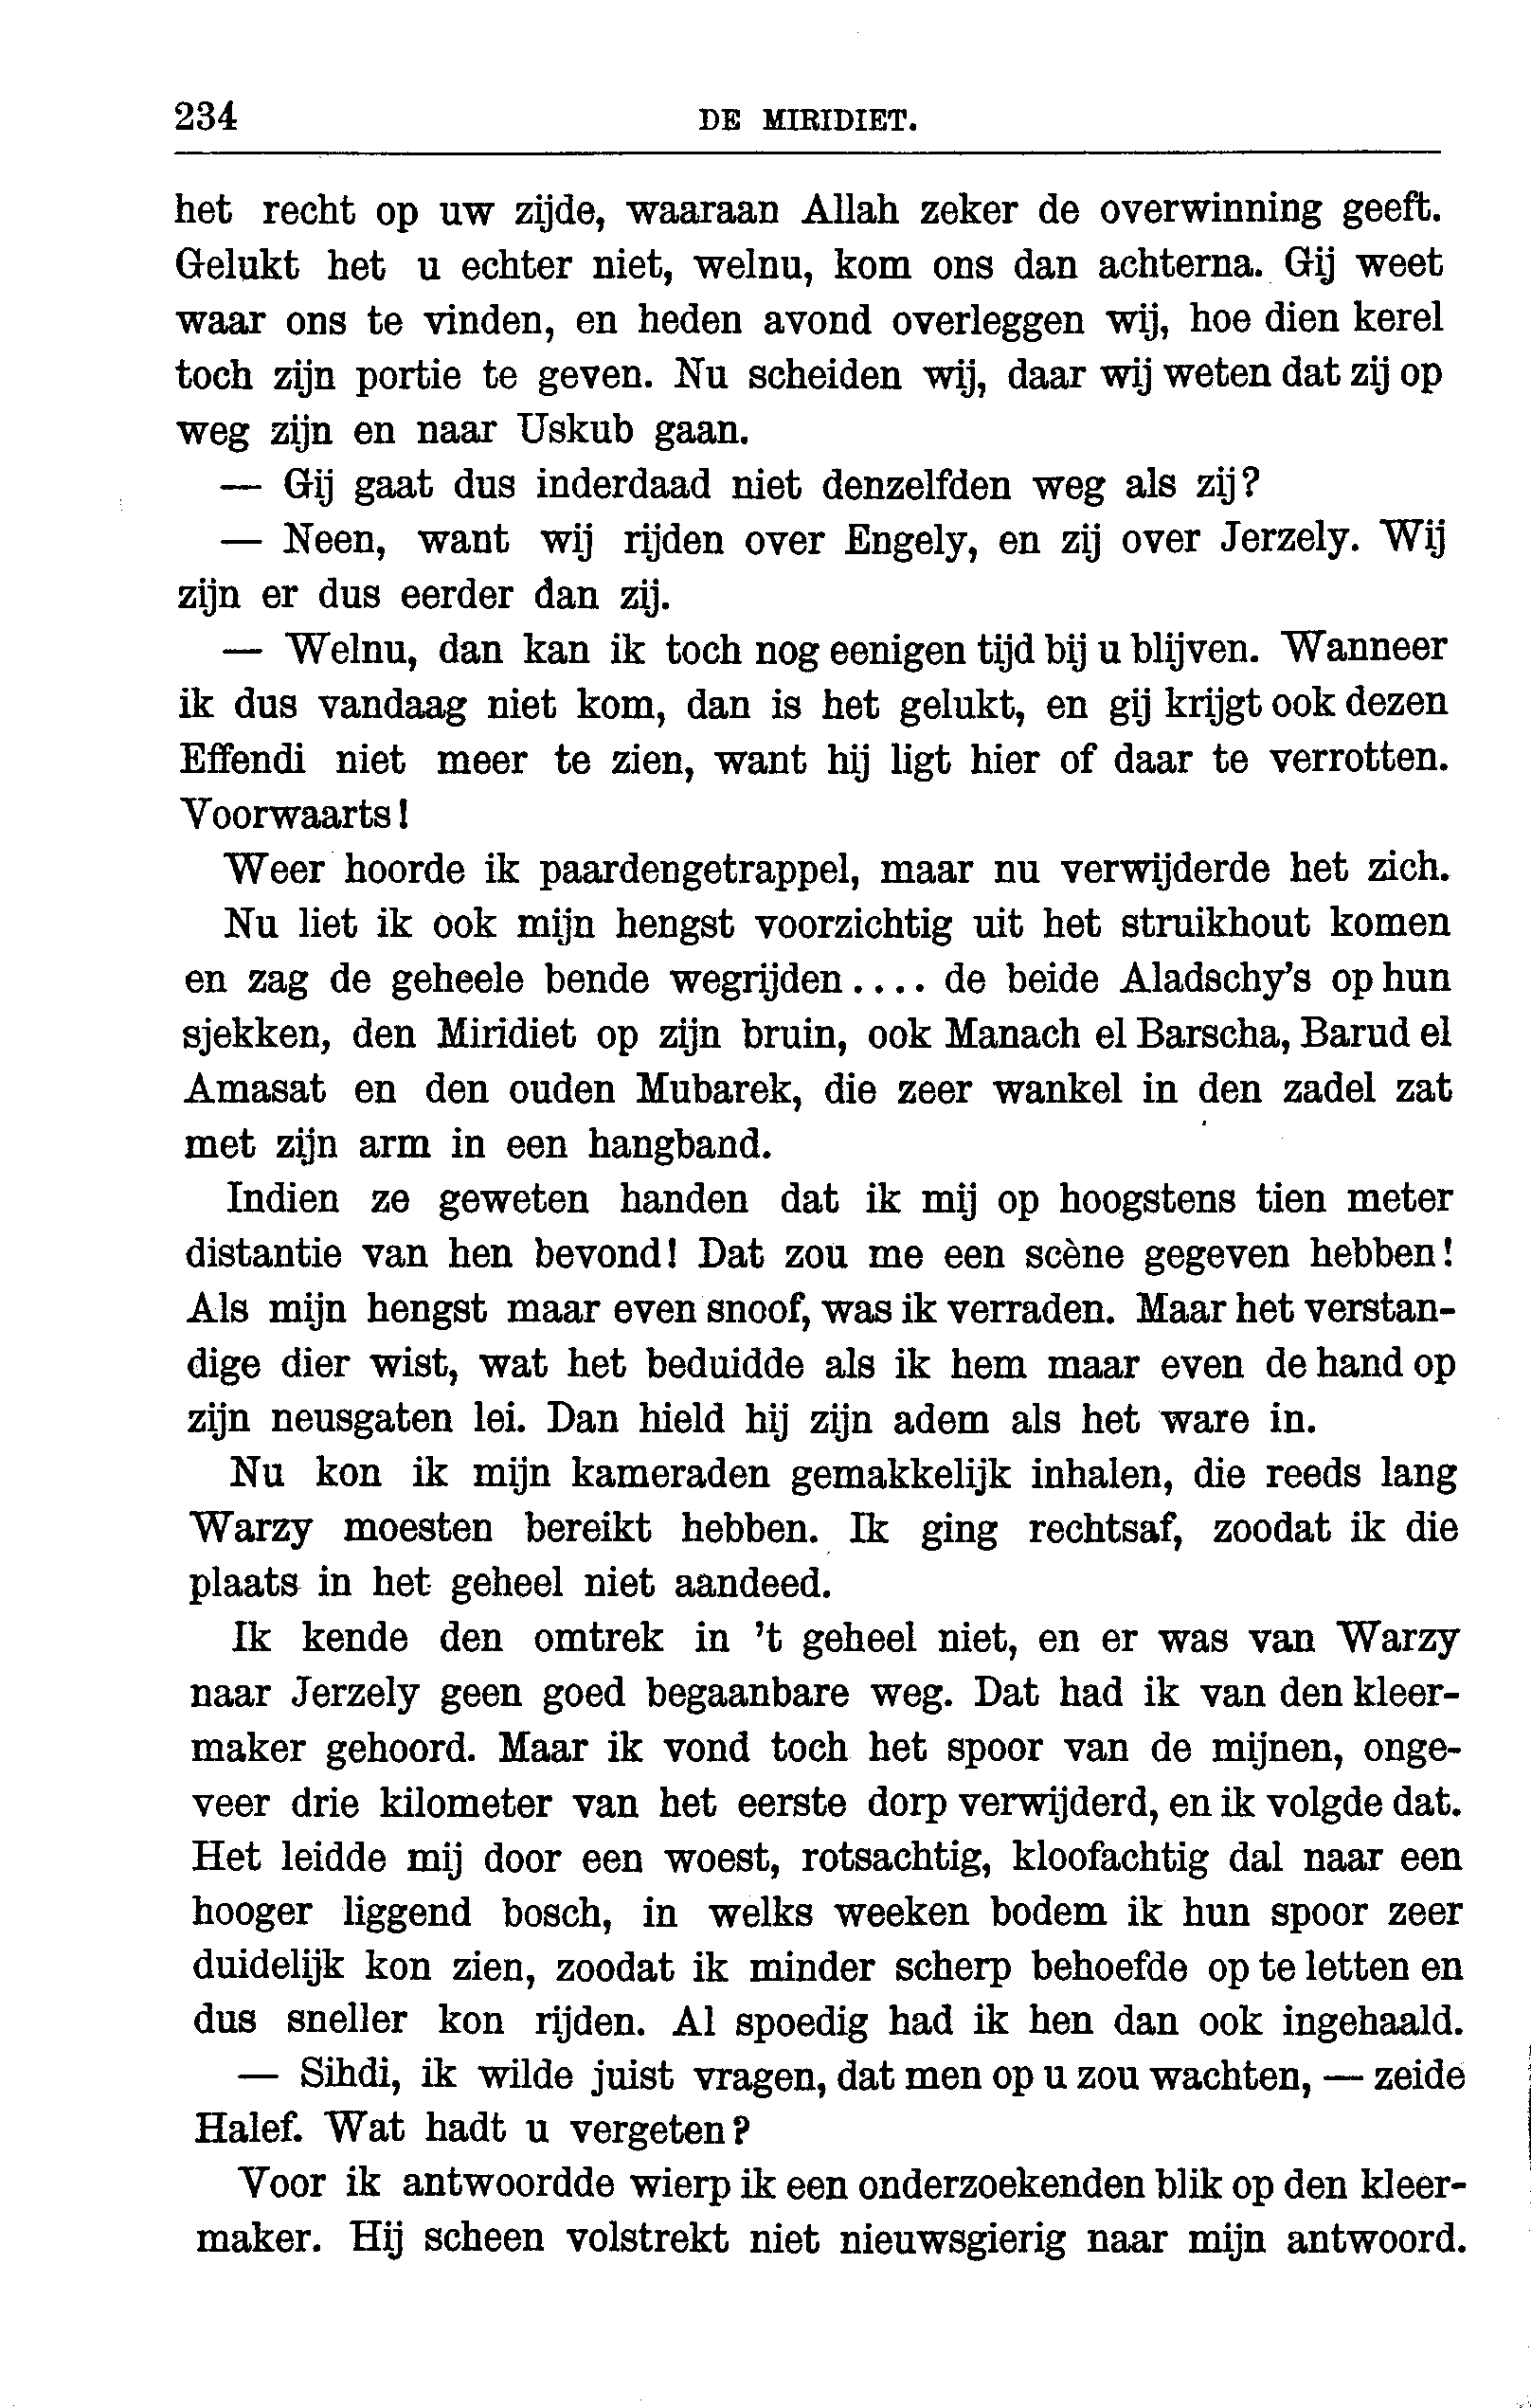 234 DE MIRIDIET.
het recht op uw zijde, waaraan Allah zeker de overwinning geeft.
Gelukt het u echter niet, welnu, kom ons dan achterna. Gij weet
waar ons te vinden, en heden avond overleggen wij, hoe dien kerel
toch zijn portie te geven. Nu scheiden wij, daar wij weten dat zij op
weg zijn en naar Uskub gaan.
— Gij gaat dus inderdaad niet denzelfden weg als zij?
— Neen, want wij rijden over Engely, en zij over Jerzely. Wij
zijn er dus eerder dan zij.
— Welnu, dan kan ik toch nog eenigen tijd bij u blijven. Wanneer
ik dus vandaag niet kom, dan is het gelukt, en gij krijgt ook dezen
Effendi niet meer te zien, want hij ligt hier of daar te verrotten.
Voorwaarts!
Weer hoorde ik paardengetrappel, maar nu verwijderde het zich.
Nu liet ik ook mijn hengst voorzichtig uit het struikhout komen
en zag de geheele bende wegrijden.... de beide Aladschy's op hun
sjekken, den Miridiet op zijn bruin, ook Manach el Barscha, Barud el
Amasat en den ouden Mubarek, die zeer wankel in den zadel zat
met zijn arm in een hangband.
Indien ze geweten handen dat ik mij op hoogstens tien meter
distantie van hen bevond! Dat zou me een scène gegeven hebben!
Als mijn hengst maar even snoof, was ik verraden. Maar het verstan-
dige dier wist, wat het beduidde als ik hem maar even de hand op
zijn neusgaten lei. Dan hield hij zijn adem als het ware in.
Nu kon ik mijn kameraden gemakkelijk inhalen, die reeds lang
Warzy moesten bereikt hebben. Ik ging rechtsaf, zoodat ik die
plaats in het geheel niet aandeed.
Ik kende den omtrek in 't geheel niet, en er was van Warzy
naar Jerzely geen goed begaanbare weg. Dat had ik van den kleer-
maker gehoord. Maar ik vond toch het spoor van de mijnen, onge-
veer drie kilometer van het eerste dorp verwijderd, en ik volgde dat.
Het leidde mij door een woest, rotsachtig, kloofachtig dal naar een
hooger liggend bosch, in welks weeken bodem ik hun spoor zeer
duidelijk kon zien, zoodat ik minder scherp behoefde op te letten en
dus sneller kon rijden. Al spoedig had ik hen dan ook ingehaald.
— Sihdi, ik wilde juist vragen, dat men op u zou wachten, — zeide
Halef. Wat hadt u vergeten?
Voor ik antwoordde wierp ik een onderzoekenden blik op den kleer-
maker. Hij scheen volstrekt niet nieuwsgierig naar mijn antwoord.